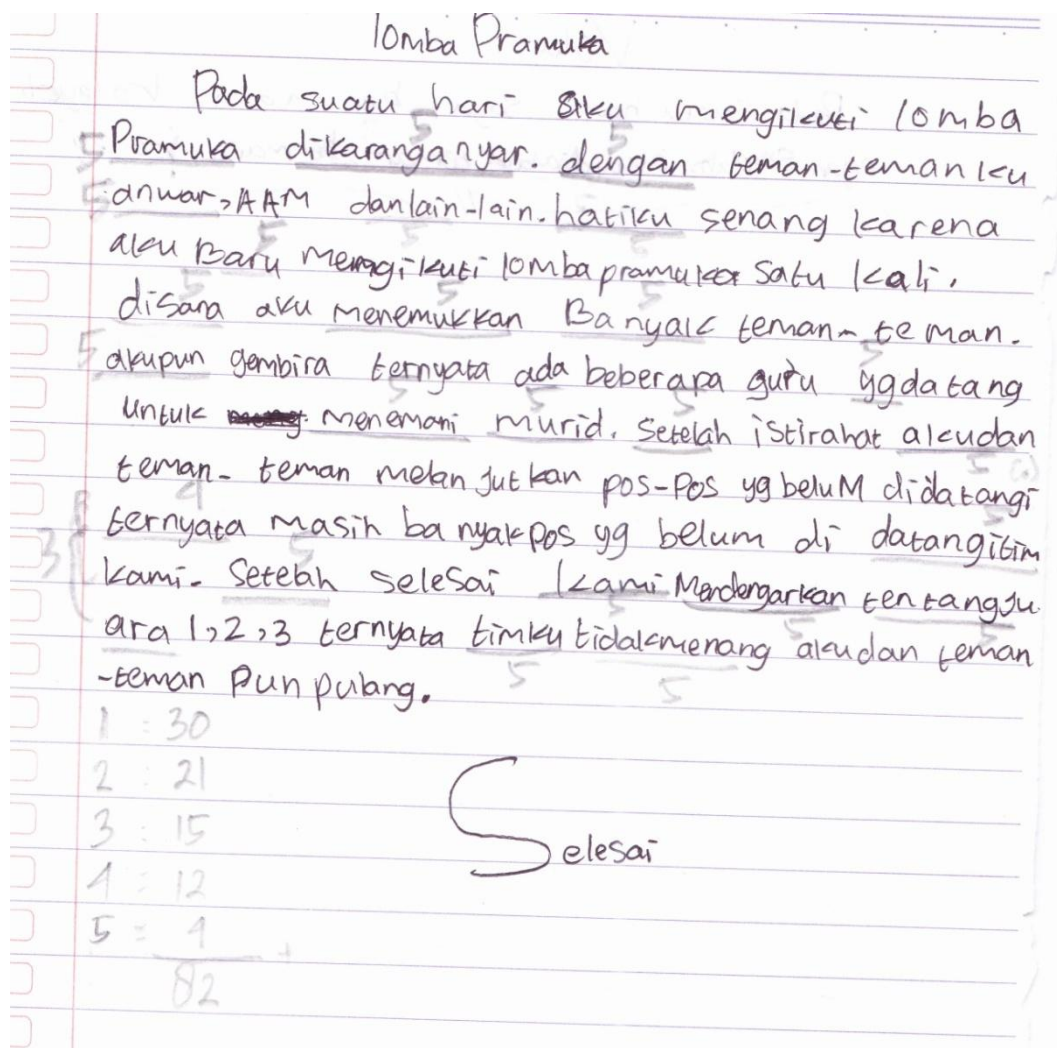 lomba Pramuka
Pada suatu hari aku mengikuti lomba
Pramuka dikaranganyar. dengan teman-temanku
anwar, AAM danlain-lain. hatiku senang karena
aku Baru mengikuti lomba pramuka satu kali.
disana aku menemukkan Banyak teman-teman.
akupun gembira ternyata ada beberapa guru ygdatang
untuk menemani murid. Setelah istirahat akudan
teman-teman melanjutkan pos-Pos yg beluM didatangi
ternyata masih banyakpos yg belum di datangitim
kami. Setelah selesai kami Mendengarkan tentangju
ara 1,2,3 ternyata timku tidakmenang akudan teman
-teman Pun pulang.
1 : 30
2 : 21
3 : 15
4 : 12
5 : 4
82
Selesai